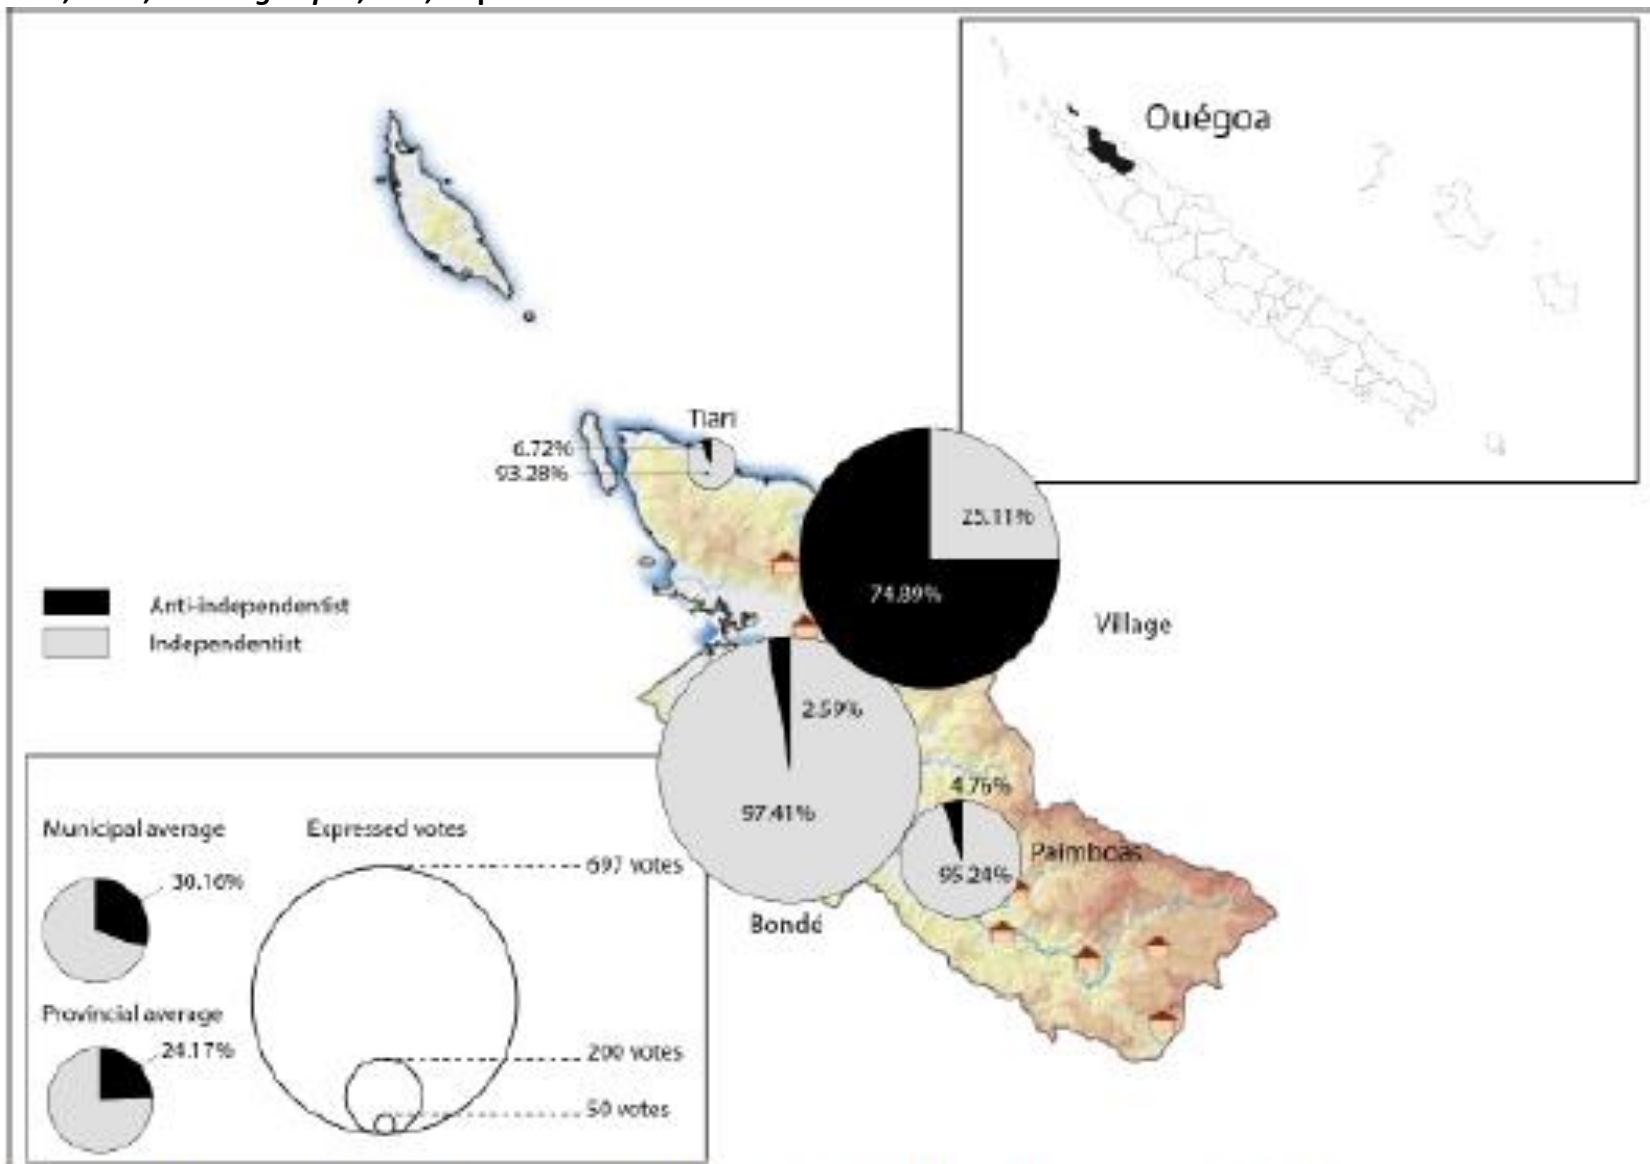 Ouégoa
Tiari
6.72%
93.28%
25.11%
74.89%
Village
Anti-independentist
Independentist
2.59%
97.41%
4.76%
95.24%
Paimboas
Bondé
Municipal average
30.16%
Provincial average
24.17%
Expressed votes
697 votes
200 votes
50 votes